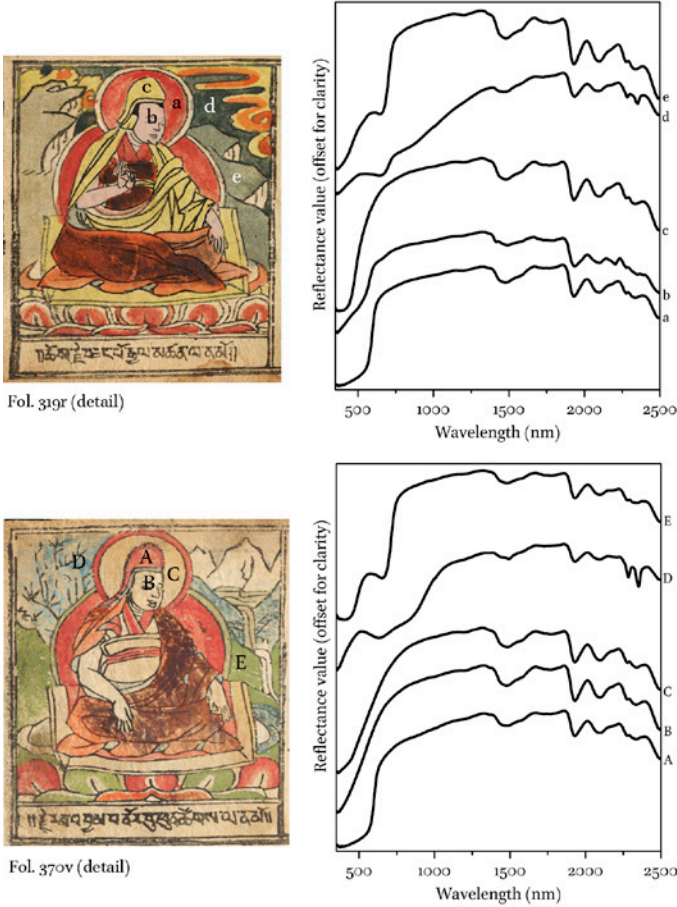 c
a
b
d
e
Fol. 319r (detail)
Reflectance value (offset for clarity)
e
d
c
b
a
500 1000 1500 2000 2500
Wavelength (nm)
D
A
B
C
E
Fol. 370v (detail)
Reflectance value (offset for clarity)
E
D
C
B
A
500 1000 1500 2000 2500
Wavelength (nm)